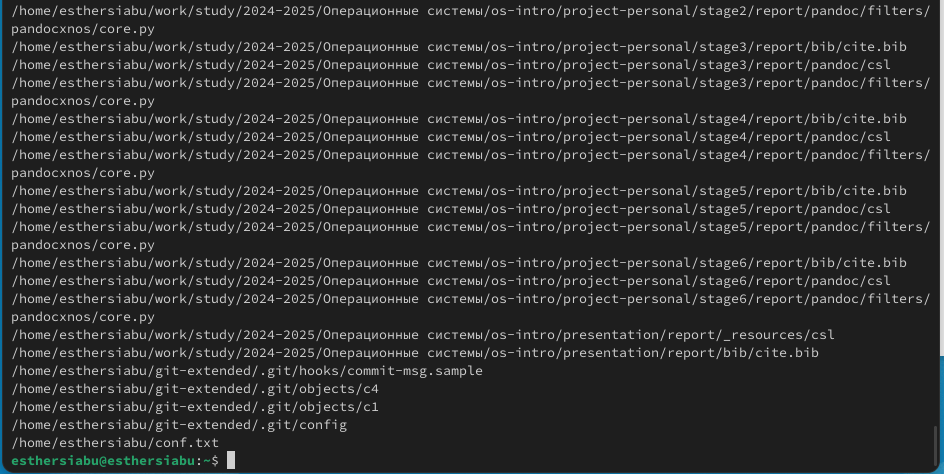 /home/esthersiabu/work/study/2024-2025/Операционные системы/os-intro/project-personal/stage2/report/pandoc/filters/
pandocxnos/core.py
/home/esthersiabu/work/study/2024-2025/Операционные системы/os-intro/project-personal/stage3/report/bib/cite.bib
/home/esthersiabu/work/study/2024-2025/Операционные системы/os-intro/project-personal/stage3/report/pandoc/csl
/home/esthersiabu/work/study/2024-2025/Операционные системы/os-intro/project-personal/stage3/report/pandoc/filters/
pandocxnos/core.py
/home/esthersiabu/work/study/2024-2025/Операционные системы/os-intro/project-personal/stage4/report/bib/cite.bib
/home/esthersiabu/work/study/2024-2025/Операционные системы/os-intro/project-personal/stage4/report/pandoc/csl
/home/esthersiabu/work/study/2024-2025/Операционные системы/os-intro/project-personal/stage4/report/pandoc/filters/
pandocxnos/core.py
/home/esthersiabu/work/study/2024-2025/Операционные системы/os-intro/project-personal/stage5/report/bib/cite.bib
/home/esthersiabu/work/study/2024-2025/Операционные системы/os-intro/project-personal/stage5/report/pandoc/csl
/home/esthersiabu/work/study/2024-2025/Операционные системы/os-intro/project-personal/stage5/report/pandoc/filters/
pandocxnos/core.py
/home/esthersiabu/work/study/2024-2025/Операционные системы/os-intro/project-personal/stage6/report/bib/cite.bib
/home/esthersiabu/work/study/2024-2025/Операционные системы/os-intro/project-personal/stage6/report/pandoc/csl
/home/esthersiabu/work/study/2024-2025/Операционные системы/os-intro/project-personal/stage6/report/pandoc/filters/
pandocxnos/core.py
/home/esthersiabu/work/study/2024-2025/Операционные системы/os-intro/presentation/report/_resources/csl
/home/esthersiabu/work/study/2024-2025/Операционные системы/os-intro/presentation/report/bib/cite.bib
/home/esthersiabu/git-extended/.git/hooks/commit-msg.sample
/home/esthersiabu/git-extended/.git/objects/c4
/home/esthersiabu/git-extended/.git/objects/c1
/home/esthersiabu/git-extended/.git/config
/home/esthersiabu/conf.txt
esthersiabu@esthersiabu:~$